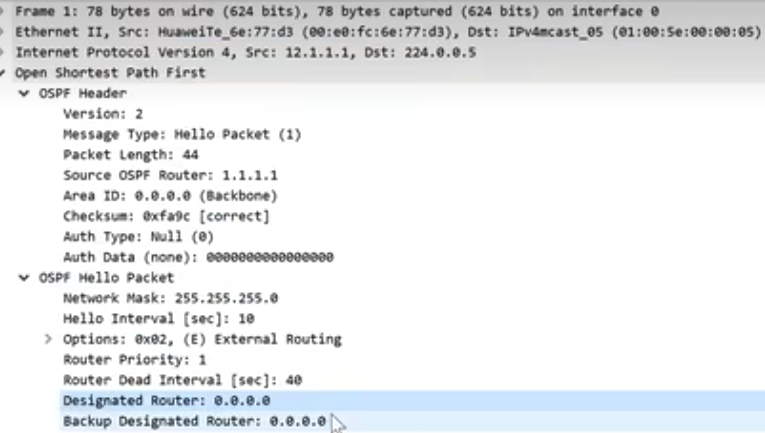 Frame 1: 78 bytes on wire (624 bits), 78 bytes captured (624 bits) on interface 0
Ethernet II, Src: HuaweiTe_6e:77:d3 (00:e0:fc:6e:77:d3), Dst: IPv4mcast_05 (01:00:5e:00:00:05)
Internet Protocol Version 4, Src: 12.1.1.1, Dst: 224.0.0.5
Open Shortest Path First
OSPF Header
Version: 2
Message Type: Hello Packet (1)
Packet Length: 44
Source OSPF Router: 1.1.1.1
Area ID: 0.0.0.0 (Backbone)
Checksum: 0xfa9c [correct]
Auth Type: Null (0)
Auth Data (none): 0000000000000000
OSPF Hello Packet
Network Mask: 255.255.255.0
Hello Interval [sec]: 10
Options: 0x02, (E) External Routing
Router Priority: 1
Router Dead Interval [sec]: 40
Designated Router: 0.0.0.0
Backup Designated Router: 0.0.0.0